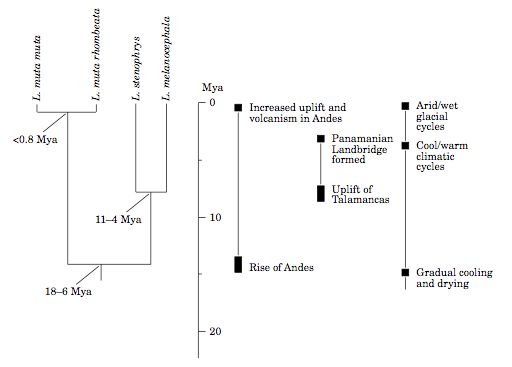 L. muta muta
L. muta rhombeata
L. stenophrys
L. melanocephala
<0.8 Mya
11–4 Mya
18–6 Mya
Mya
0
10
20
Increased uplift and
volcanism in Andes
Rise of Andes
Panamanian
Landbridge
formed
Uplift of
Talamancas
Arid/wet
glacial
cycles
Cool/warm
climatic
cycles
Gradual cooling
and drying